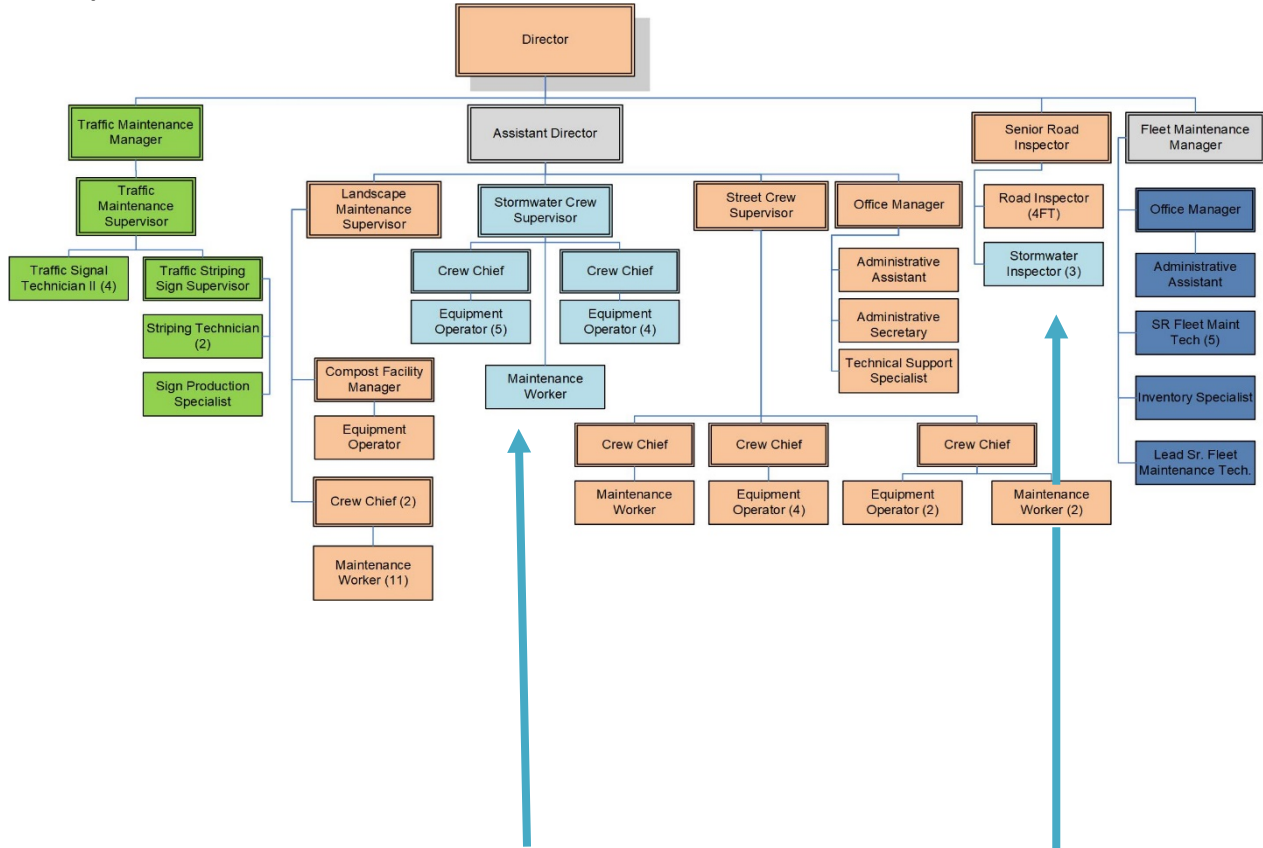 Director
Traffic Maintenance
Manager
Assistant Director
Senior Road
Inspector
Fleet Maintenance
Manager
Traffic
Maintenance
Supervisor
Landscape
Maintenance
Supervisor
Stormwater Crew
Supervisor
Street Crew
Supervisor
Office Manager
Road Inspector
(4FT)
Office Manager
Traffic Signal
Technician II (4)
Traffic Striping
Sign Supervisor
Crew Chief
Crew Chief
Administrative
Assistant
Stormwater
Inspector (3)
Administrative
Assistant
Striping Technician
(2)
Equipment
Operator (5)
Equipment
Operator (4)
Administrative
Secretary
SR Fleet Maint
Tech (5)
Sign Production
Specialist
Compost Facility
Manager
Maintenance
Worker
Technical Support
Specialist
Inventory Specialist
Equipment
Operator
Crew Chief
Crew Chief
Crew Chief
Lead Sr. Fleet
Maintenance Tech.
Crew Chief (2)
Maintenance
Worker
Equipment
Operator (4)
Equipment
Operator (2)
Maintenance
Worker (2)
Maintenance
Worker (11)